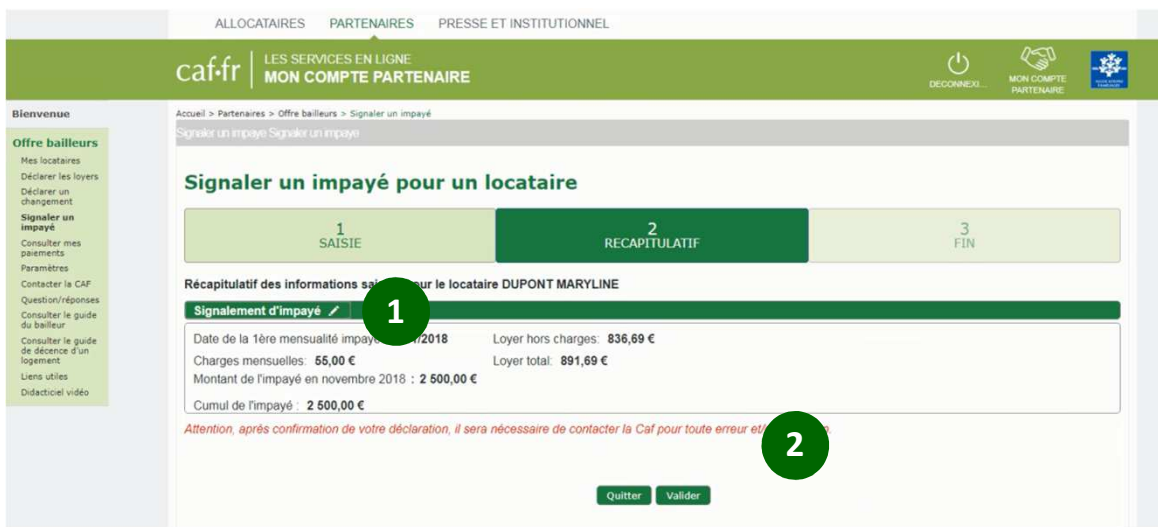 ALLOCATAIRES PARTENAIRES PRESSE ET INSTITUTIONNEL
caf.fr LES SERVICES EN LIGNE
MON COMPTE PARTENAIRE
DECONNEXI...
MON COMPTE
PARTENAIRE
Bienvenue
Accueil > Partenaires > Offre bailleurs > Signaler un impayé
Signaler un impaye Signaler un impaye
Offre bailleurs
Mes locataires
Déclarer les loyers
Déclarer un
changement
Signaler un
impayé
Consulter mes
paiements
Paramètres
Contacter la CAF
Question/réponses
Consulter le guide
du bailleur
Consulter le guide
de décence d'un
logement
Liens utiles
Didacticiel vidéo
Signaler un impayé pour un locataire
1
SAISIE
2
RECAPITULATIF
3
FIN
Récapitulatif des informations le locataire DUPONT MARYLINE
Signalement d'impayé
1
Date de la 1ère mensualité /2018 Loyer hors charges: 836,69 €
Charges mensuelles: 55,00 € Loyer total: 891,69 €
Montant de l'impayé en novembre 2018 : 2 500,00 €
Cumul de l'impayé : 2 500,00 €
Attention, après confirmation de votre déclaration, il sera nécessaire de contacter la Caf pour toute erreur
2
Quitter Valider